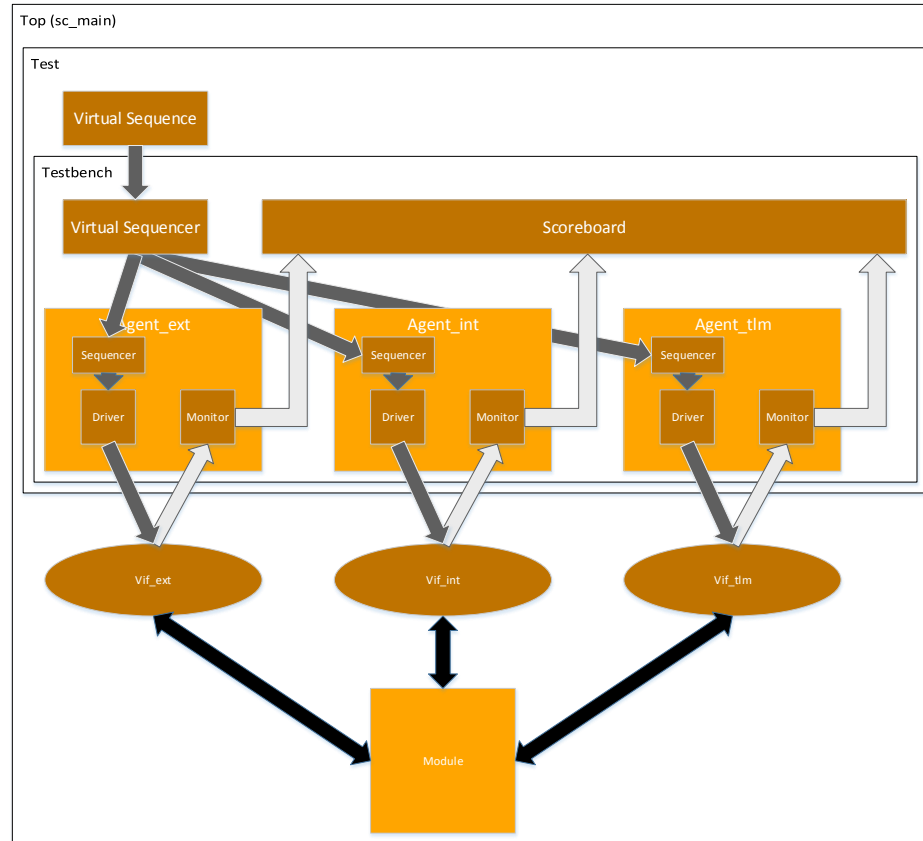 Top (sc_main)
Test
Virtual Sequence
Testbench
Virtual Sequencer
Scoreboard
Agent_ext
Agent_int
Agent_tlm
Sequencer
Sequencer
Sequencer
Driver
Monitor
Driver
Monitor
Driver
Monitor
Vif_ext
Vif_int
Vif_tlm
Module